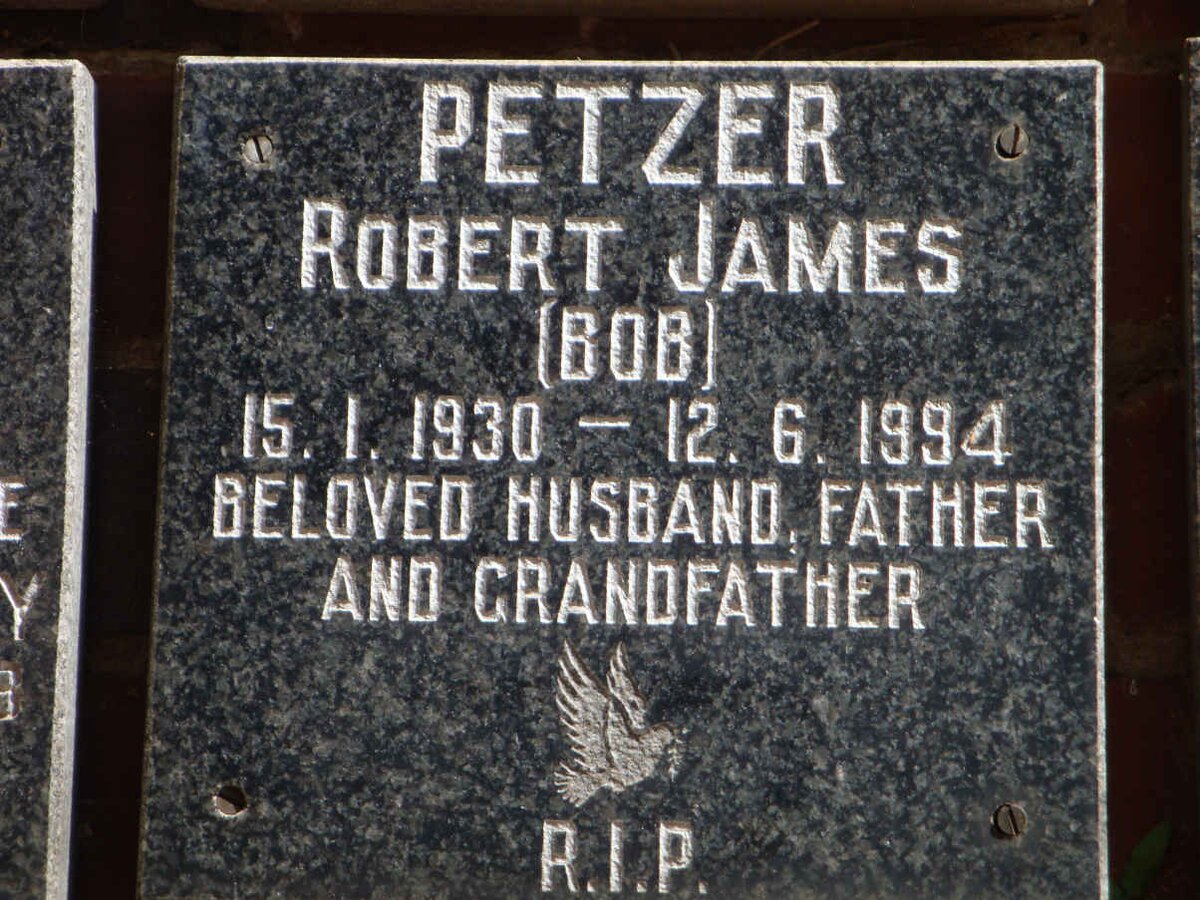 PETZER
ROBERT JAMES
(BOB)
15. 1. 1930 — 12. 6. 1994
BELOVED HUSBAND, FATHER
AND GRANDFATHER
R.I.P.